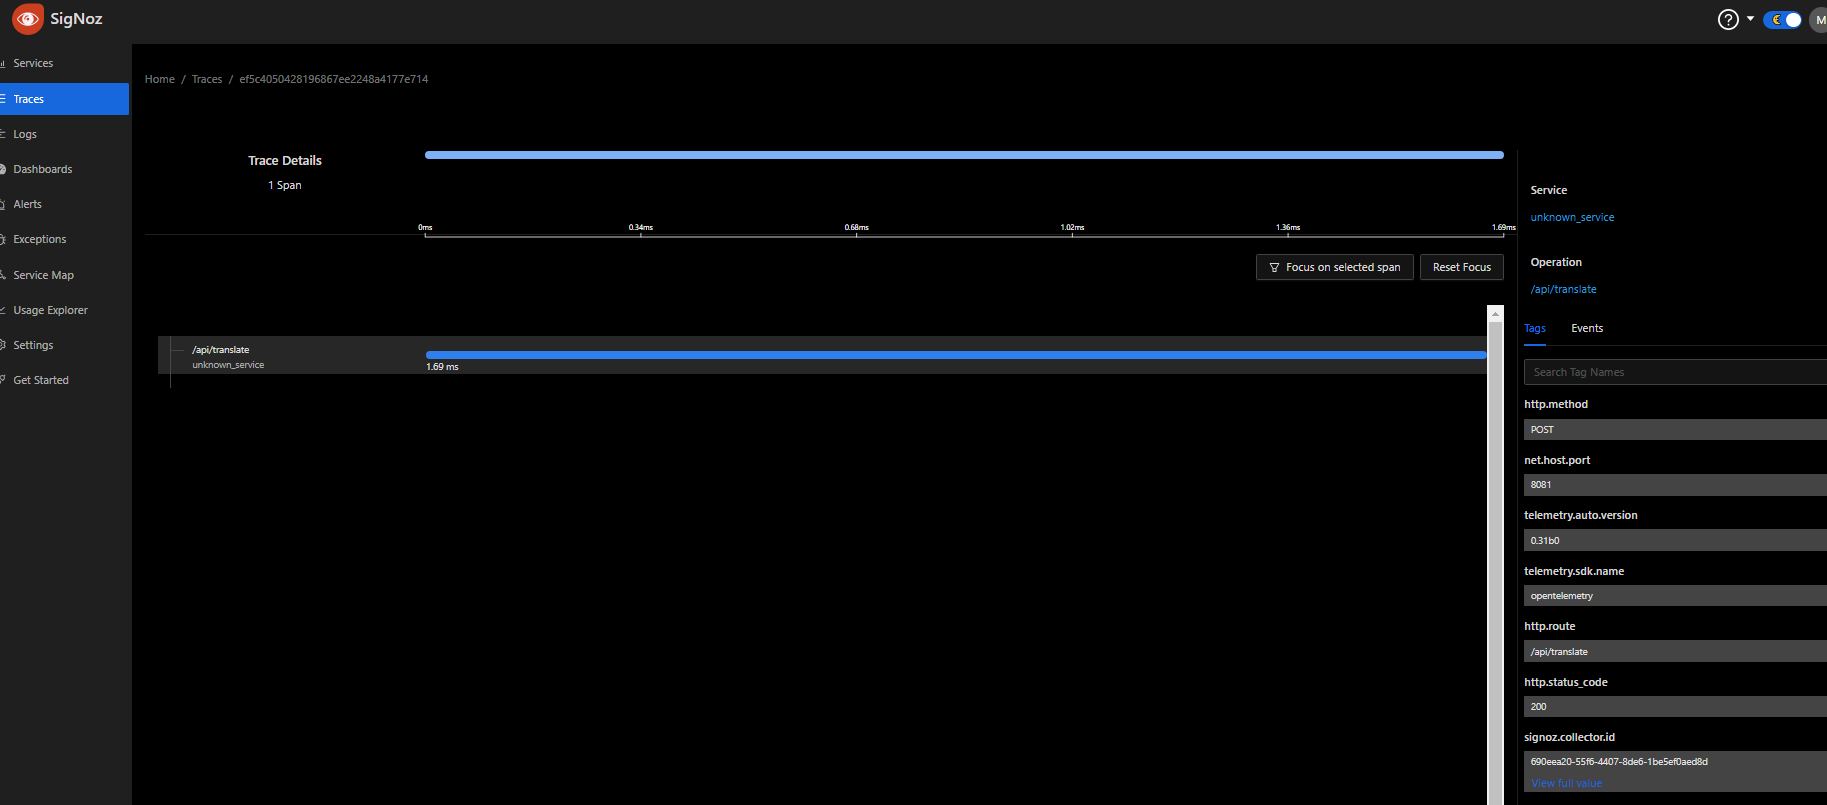 SigNoz
M
Services
Traces
Logs
Dashboards
Alerts
Exceptions
Service Map
Usage Explorer
Settings
Get Started
Home / Traces / ef5c4050428196867ee2248a4177e714
Trace Details
1 Span
0ms 0.34ms 0.68ms 1.02ms 1.36ms 1.69ms
Focus on selected span
Reset Focus
/api/translate
unknown_service
1.69 ms
Service
unknown_service
Operation
/api/translate
Tags Events
Search Tag Names
http.method
POST
net.host.port
8081
telemetry.auto.version
0.31b0
telemetry.sdk.name
opentelemetry
http.route
/api/translate
http.status_code
200
signoz.collector.id
690eea20-55f6-4407-8de6-1be5ef0aed8d
View full value